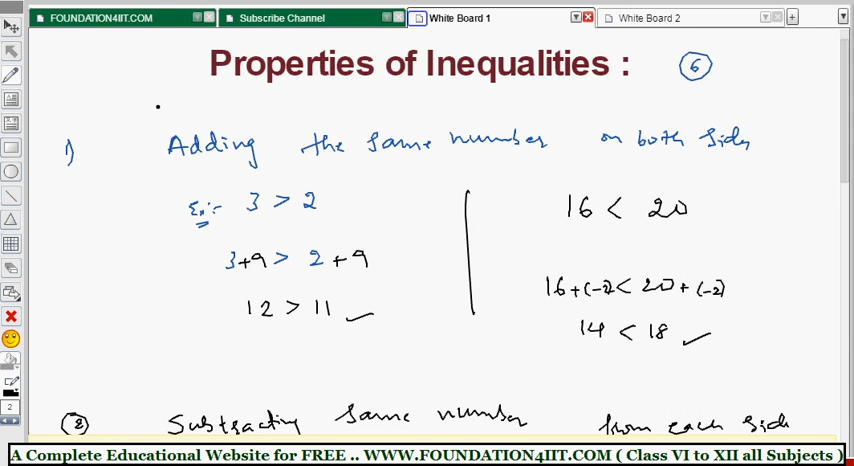 FOUNDATION4IIT.COM Subscribe Channel White Board 1 White Board 2
Properties of Inequalities : 6
1) Adding the same number on both sides
Ex:- 3 > 2
3+9 > 2 + 9
12 > 11
16 < 20
16 + (-2) < 20 + (-2)
14 < 18
2 Subtracting same number from each side
2
A Complete Educational Website for FREE .. WWW.FOUNDATION4IIT.COM ( Class VI to XII all Subjects )